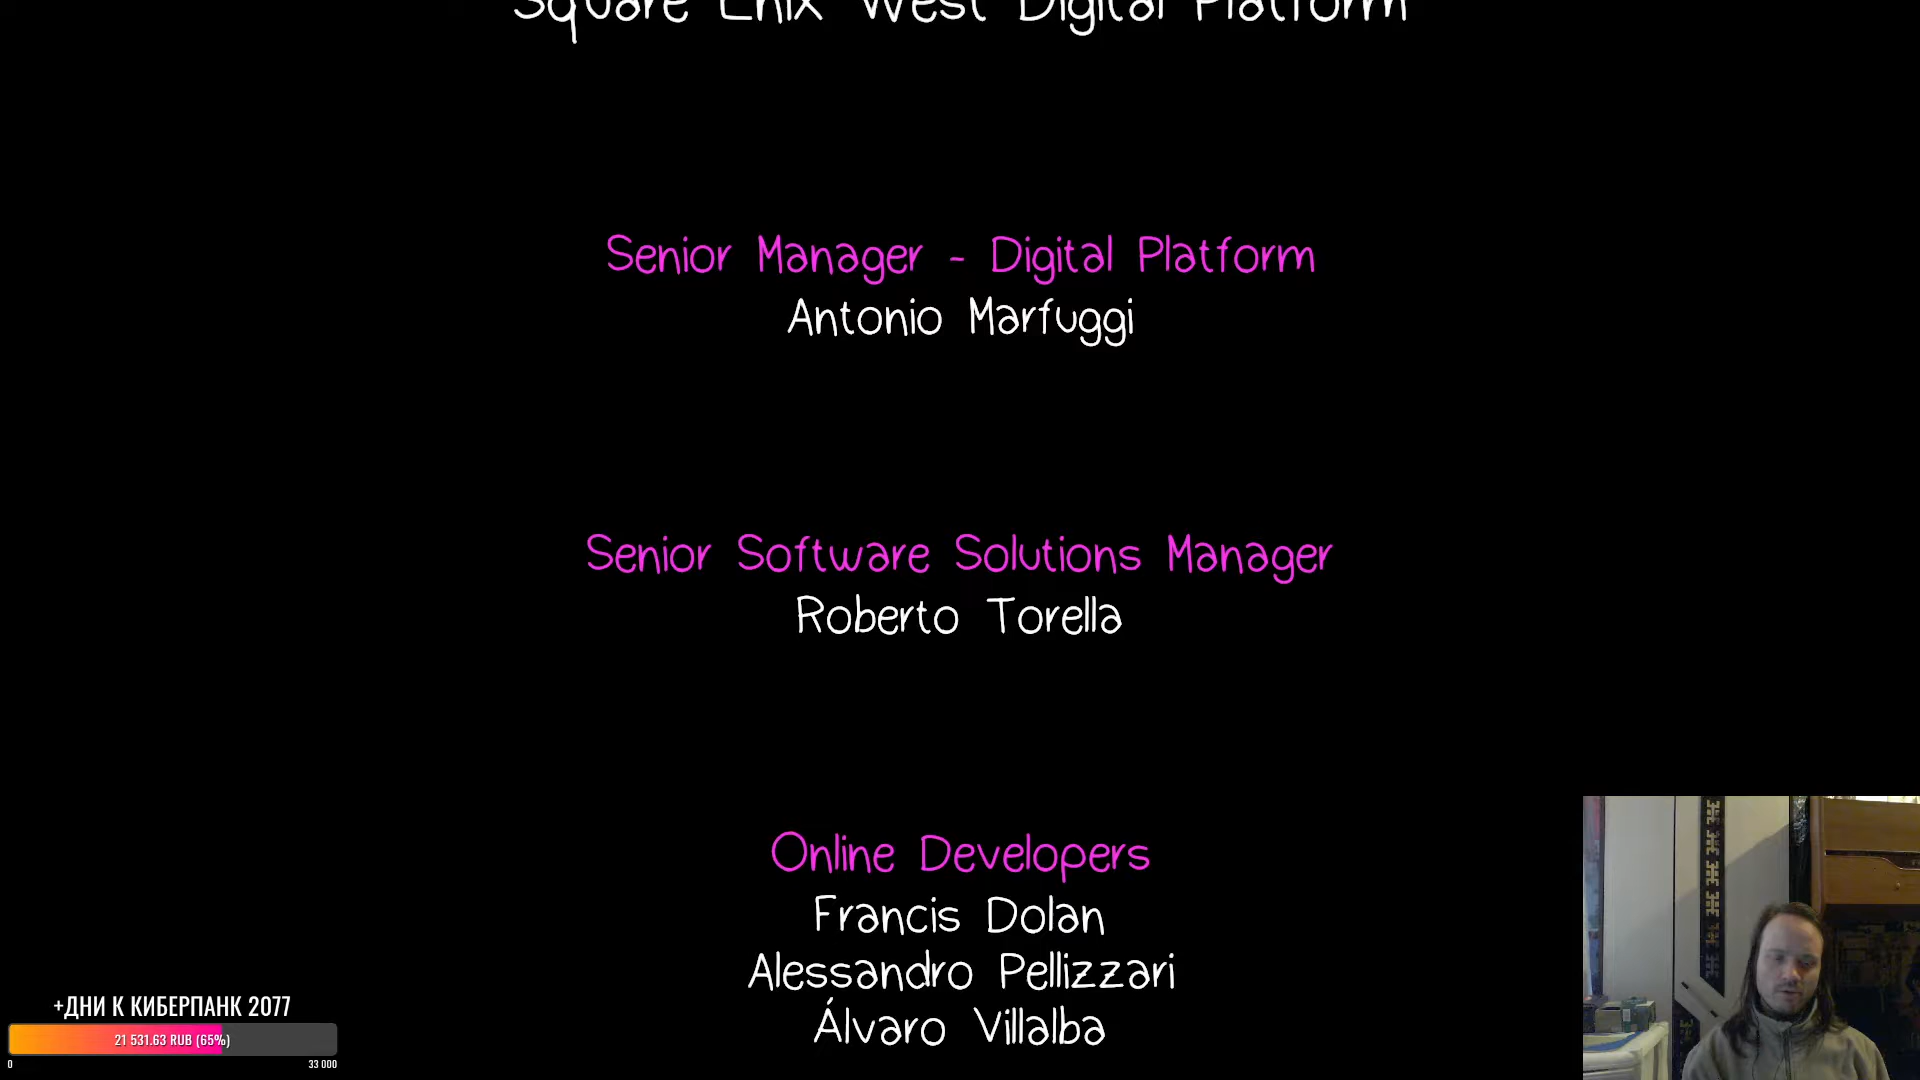 Square Enix West Digital Platform
Senior Manager - Digital Platform
Antonio Marfuggi
Senior Software Solutions Manager
Roberto Torella
Online Developers
Francis Dolan
Alessandro Pellizzari
Álvaro Villalba
+ДНИ К КИБЕРПАНК 2077
21 531.63 RUB (65%)
0
33 000